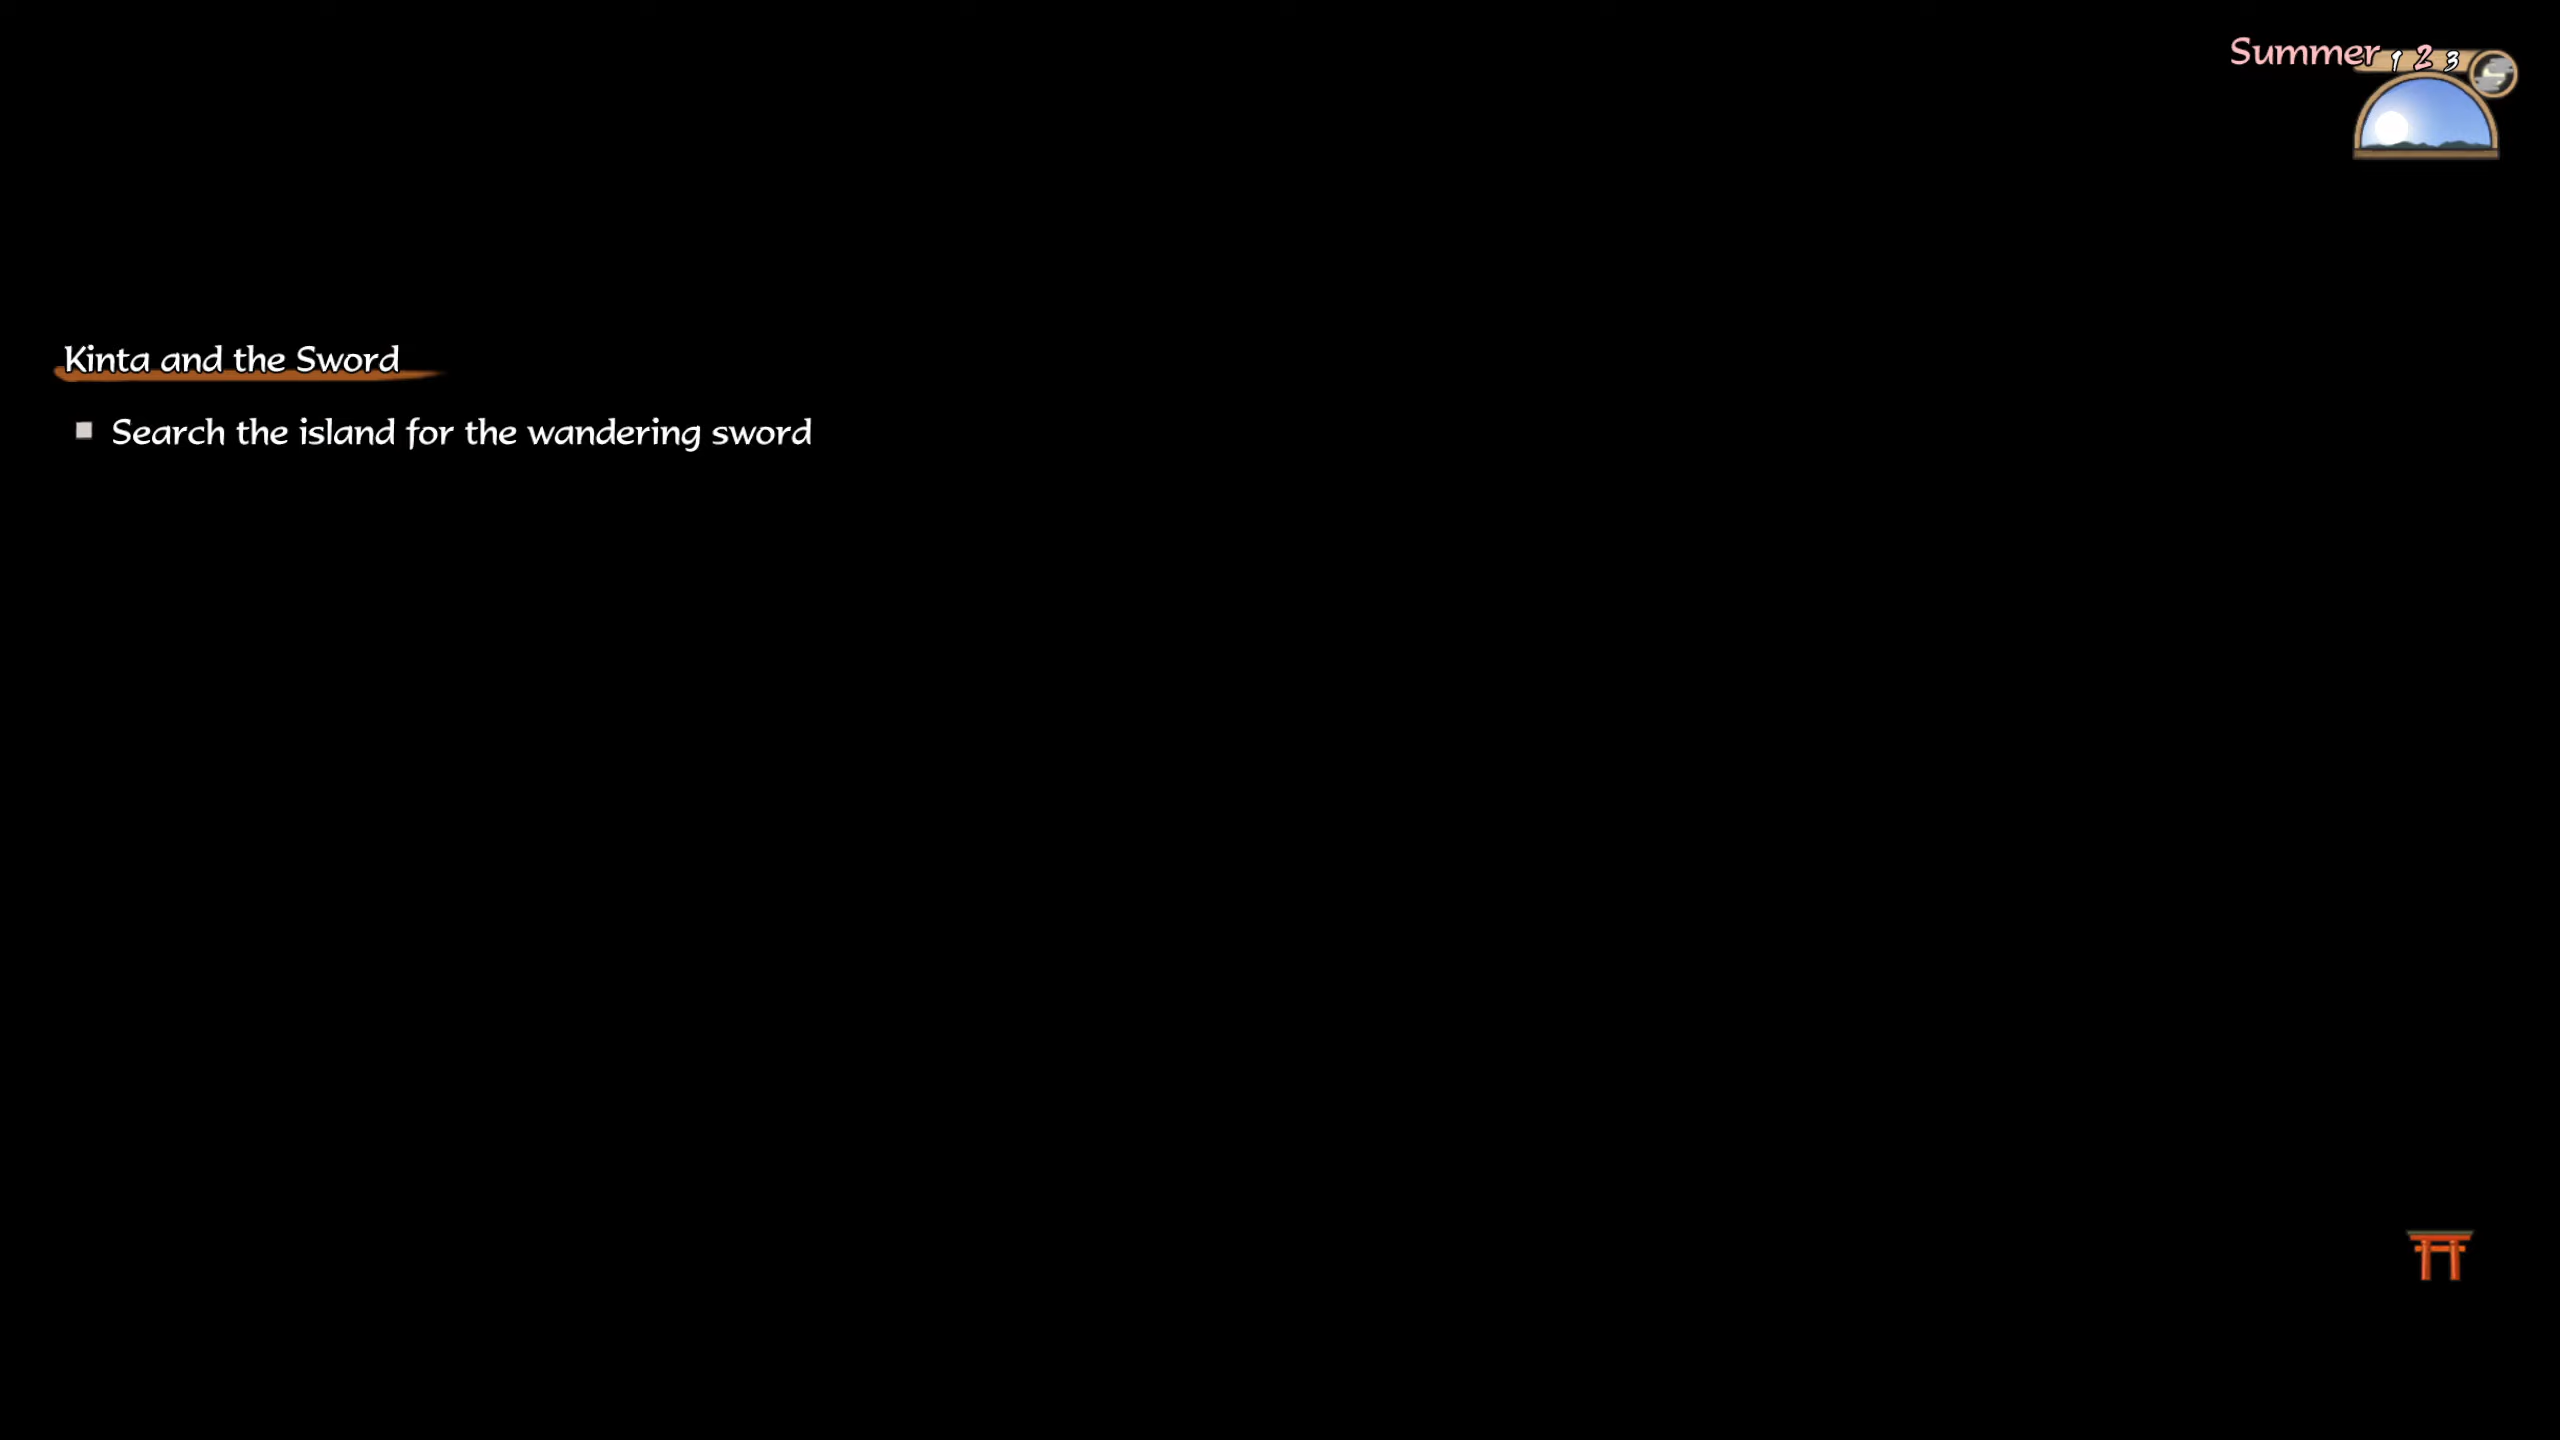 Summer 1 2 3
Kinta and the Sword
Search the island for the wandering sword